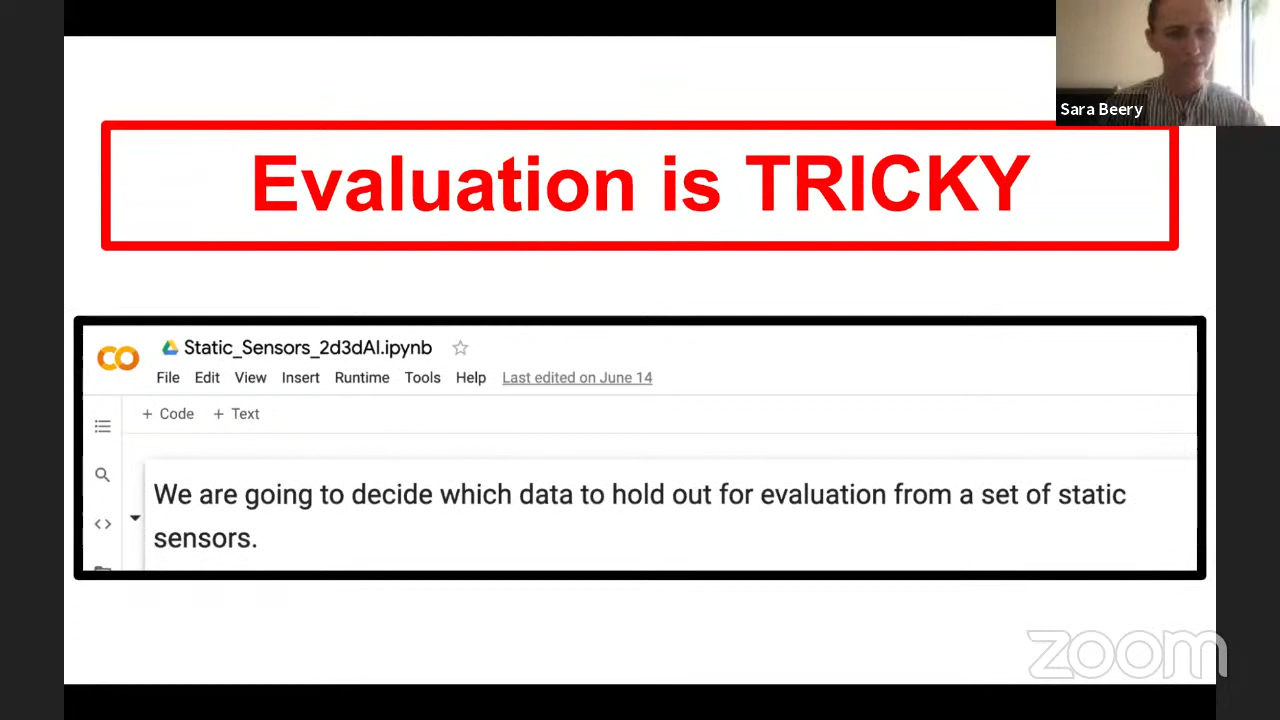 Sara Beery
Evaluation is TRICKY
Static_Sensors_2d3dAI.ipynb
File Edit View Insert Runtime Tools Help Last edited on June 14
+ Code + Text
We are going to decide which data to hold out for evaluation from a set of static
sensors.
zoom